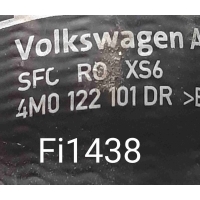 Volkswagen A
SFC RO XS6
4M0 122 101 DR >E
Fi1438